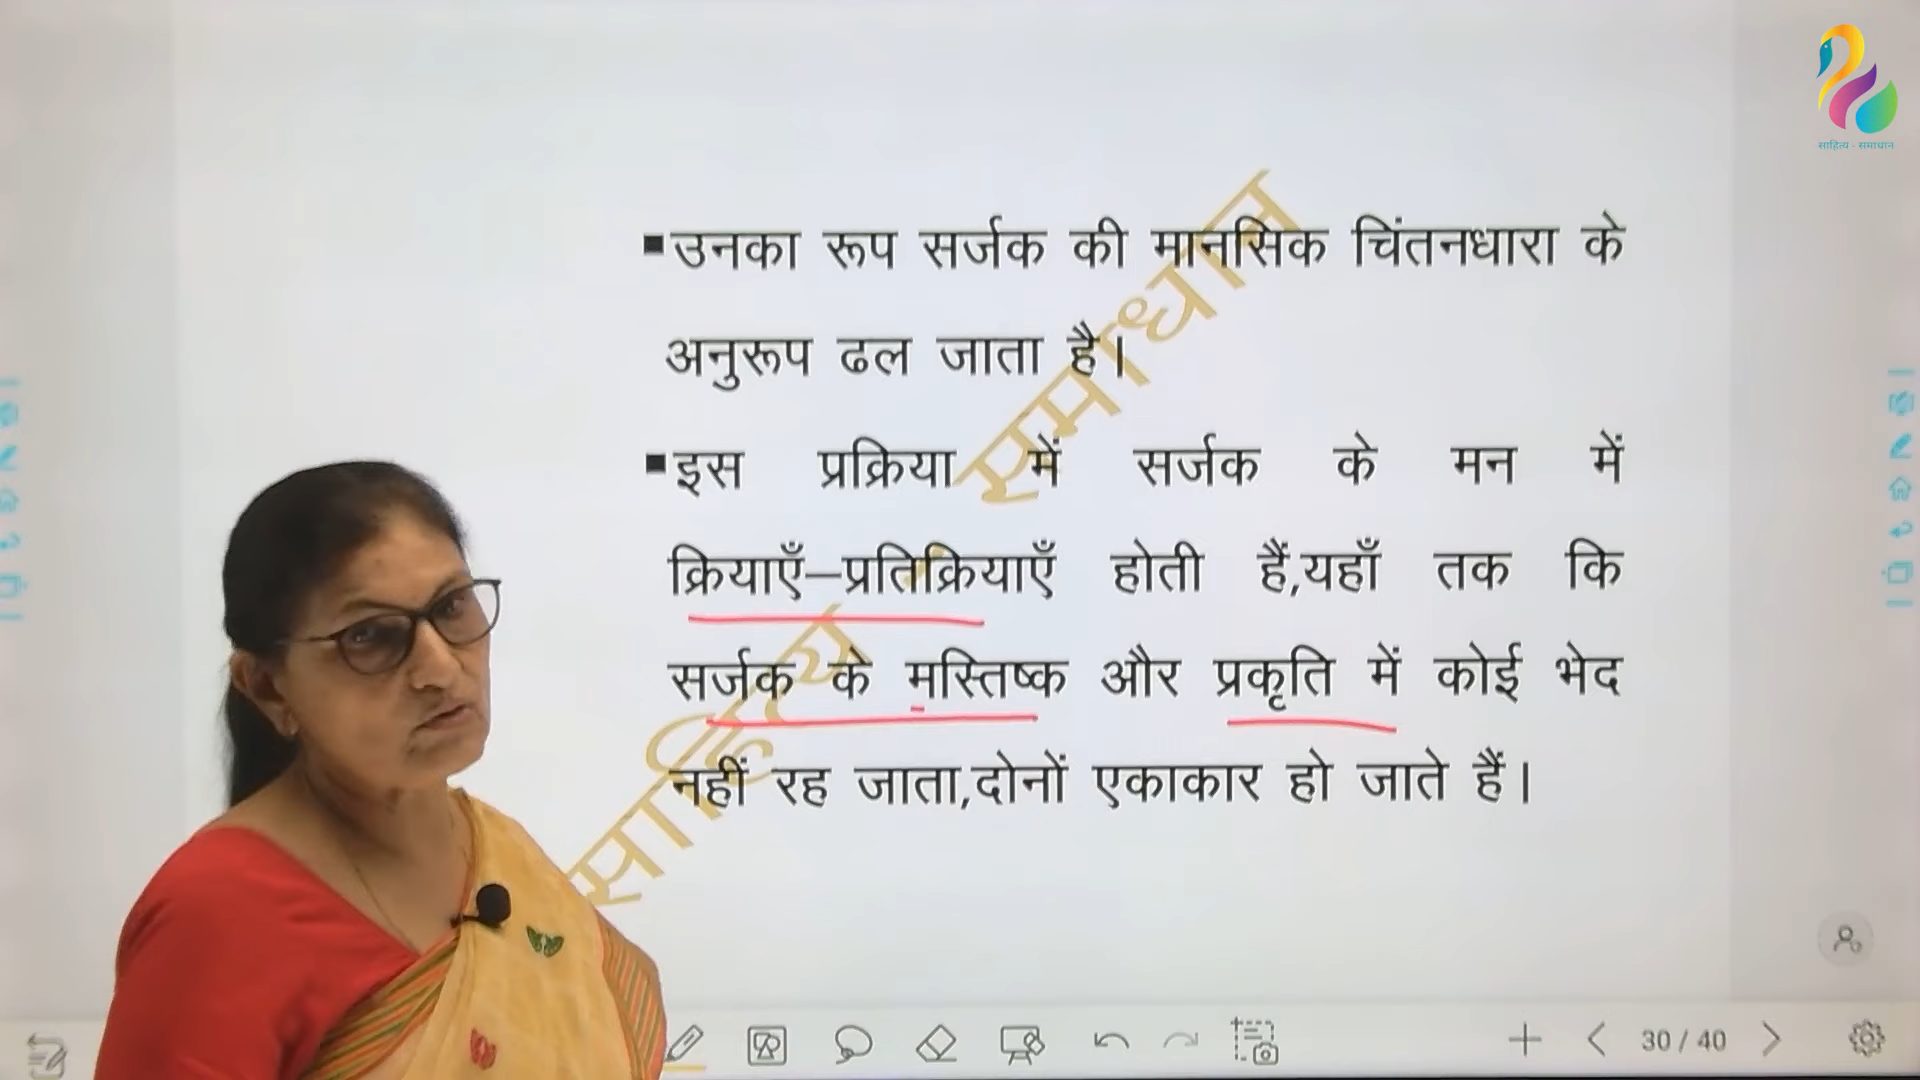 साहित्य - समाधान
▪उनका रूप सर्जक की मानसिक चिंतनधारा के
अनुरूप ढल जाता है।
▪इस प्रक्रिया में सर्जक के मन में
क्रियाएँ–प्रतिक्रियाएँ होती हैं,यहाँ तक कि
सर्जक के मस्तिष्क और प्रकृति में कोई भेद
नहीं रह जाता,दोनों एकाकार हो जाते हैं।
साहित्य समाधान
30 / 40